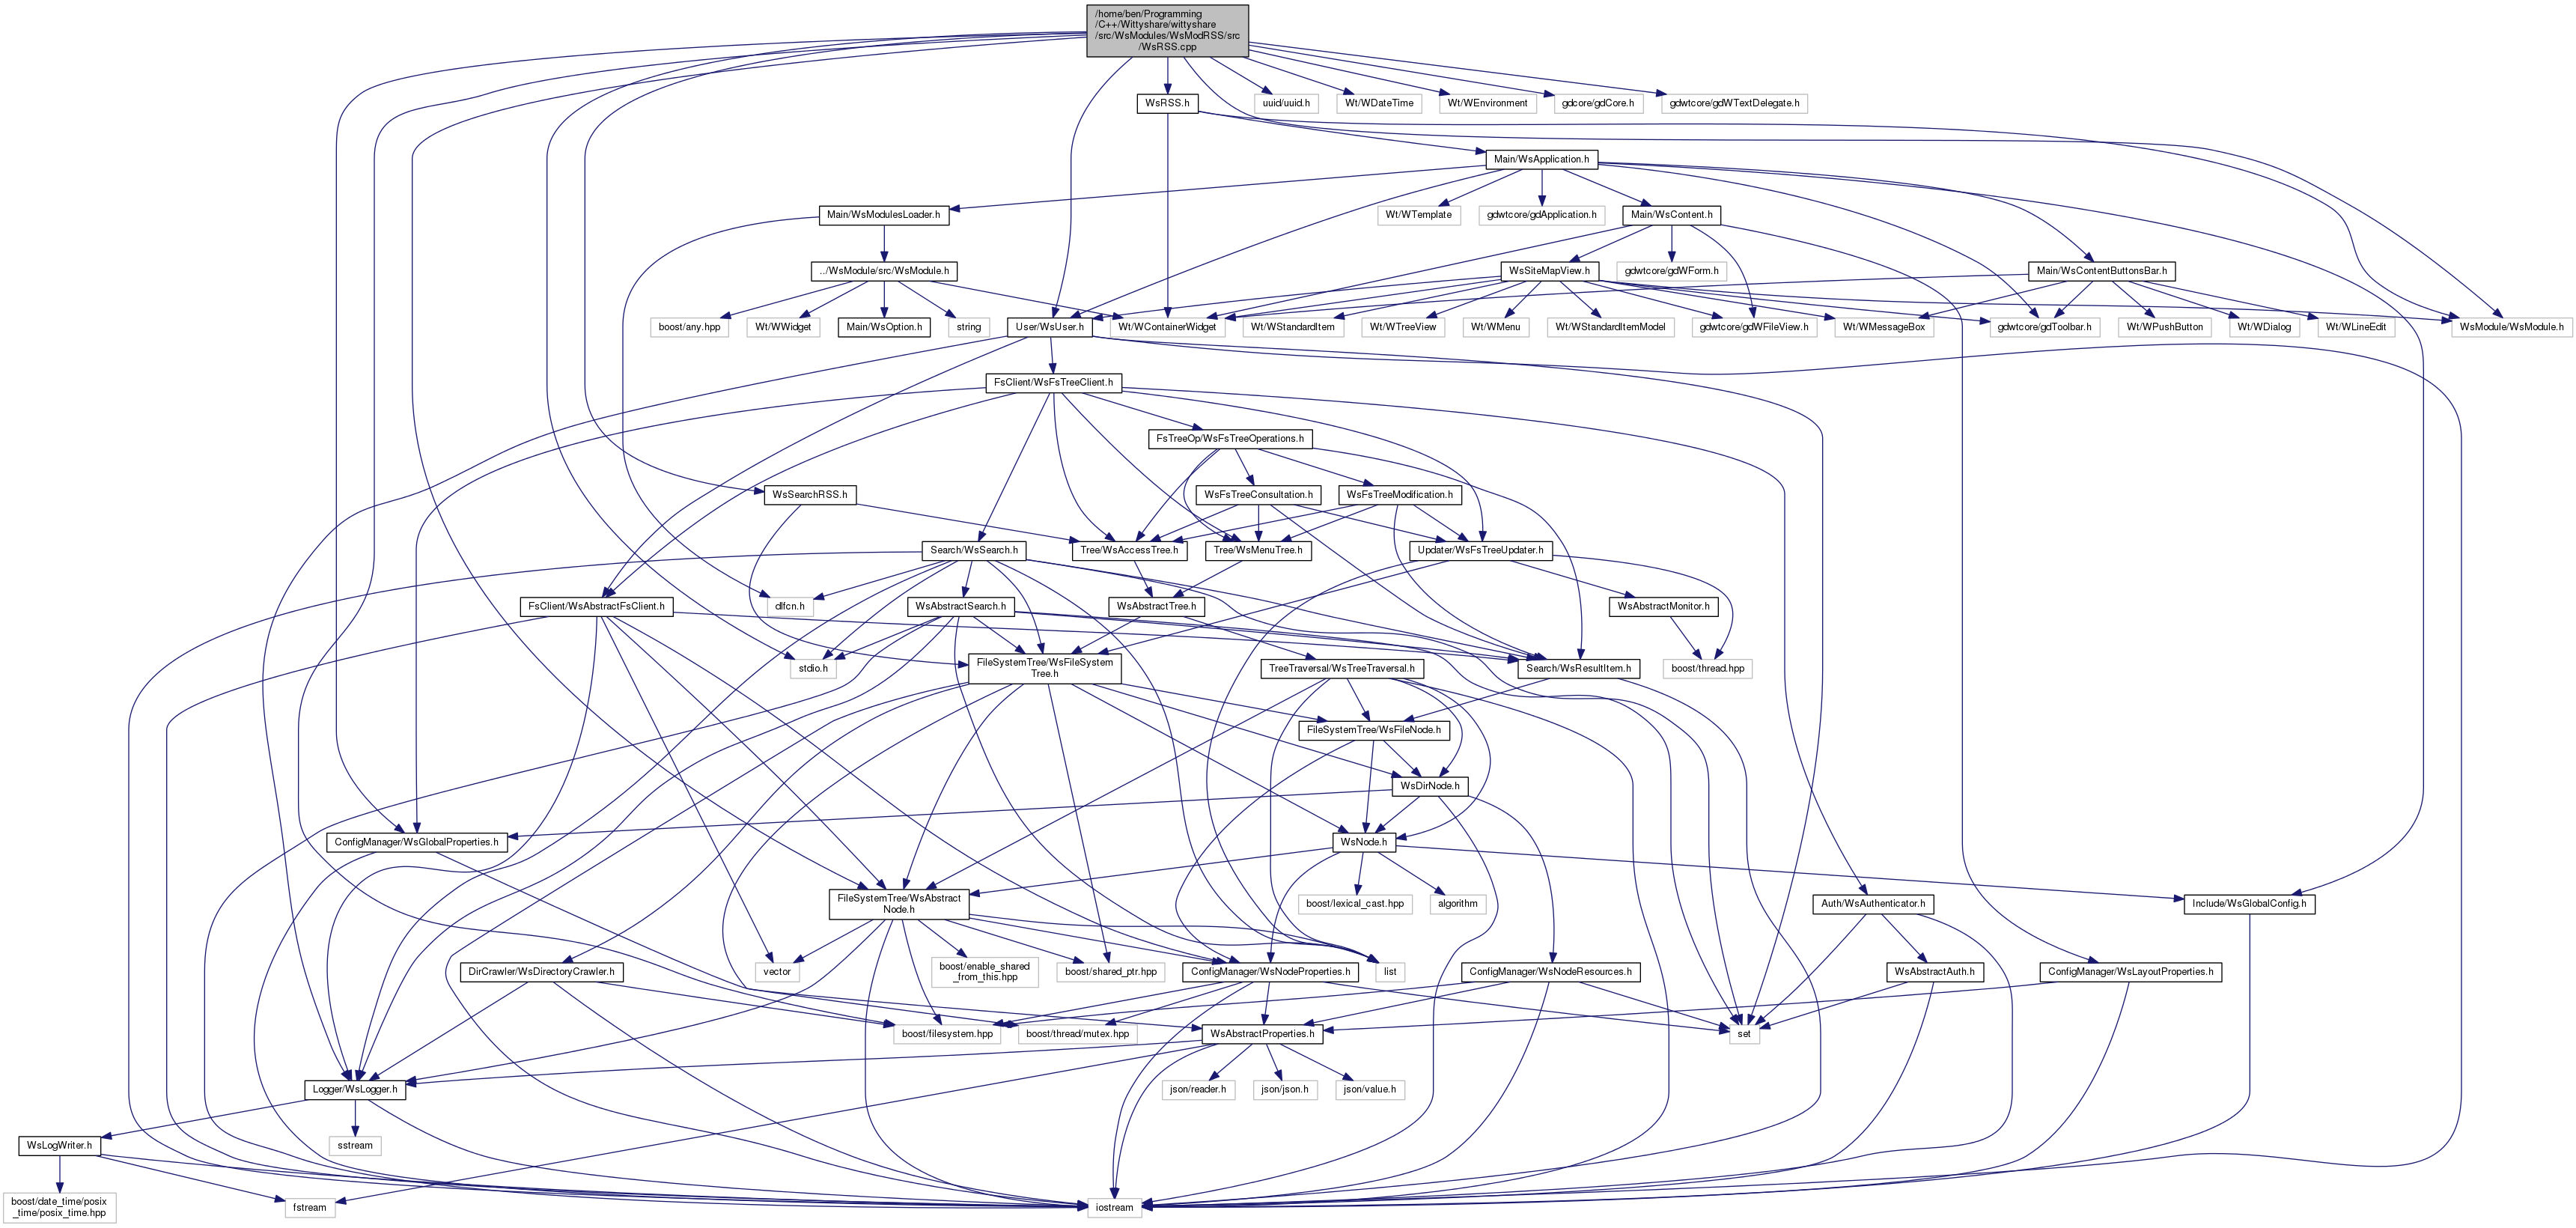 /home/ben/Programming
/C++/Wittyshare/wittyshare
/src/WsModules/WsModRSS/src
/WsRSS.cpp
WsRSS.h
uuid/uuid.h
Wt/WDateTime
Wt/WEnvironment
gdcore/gdCore.h
gdwtcore/gdWTextDelegate.h
Main/WsApplication.h
Main/WsModulesLoader.h
Wt/WTemplate
gdwtcore/gdApplication.h
Main/WsContent.h
../WsModule/src/WsModule.h
WsSiteMapView.h
gdwtcore/gdWForm.h
Main/WsContentButtonsBar.h
boost/any.hpp
Wt/WWidget
Main/WsOption.h
string
User/WsUser.h
Wt/WContainerWidget
Wt/WStandardItem
Wt/WTreeView
Wt/WMenu
Wt/WStandardItemModel
gdwtcore/gdWFileView.h
Wt/WMessageBox
gdwtcore/gdToolbar.h
Wt/WPushButton
Wt/WDialog
Wt/WLineEdit
WsModule/WsModule.h
FsClient/WsFsTreeClient.h
FsTreeOp/WsFsTreeOperations.h
WsSearchRSS.h
WsFsTreeConsultation.h
WsFsTreeModification.h
Search/WsSearch.h
Tree/WsAccessTree.h
Tree/WsMenuTree.h
Updater/WsFsTreeUpdater.h
FsClient/WsAbstractFsClient.h
dlfcn.h
WsAbstractSearch.h
WsAbstractTree.h
WsAbstractMonitor.h
stdio.h
FileSystemTree/WsFileSystem
Tree.h
TreeTraversal/WsTreeTraversal.h
Search/WsResultItem.h
boost/thread.hpp
FileSystemTree/WsFileNode.h
WsDirNode.h
ConfigManager/WsGlobalProperties.h
WsNode.h
FileSystemTree/WsAbstract
Node.h
boost/lexical_cast.hpp
algorithm
Auth/WsAuthenticator.h
Include/WsGlobalConfig.h
DirCrawler/WsDirectoryCrawler.h
vector
boost/enable_shared
_from_this.hpp
boost/shared_ptr.hpp
ConfigManager/WsNodeProperties.h
list
ConfigManager/WsNodeResources.h
WsAbstractAuth.h
ConfigManager/WsLayoutProperties.h
boost/filesystem.hpp
boost/thread/mutex.hpp
WsAbstractProperties.h
set
Logger/WsLogger.h
json/reader.h
json/json.h
json/value.h
WsLogWriter.h
sstream
boost/date_time/posix
_time/posix_time.hpp
fstream
iostream